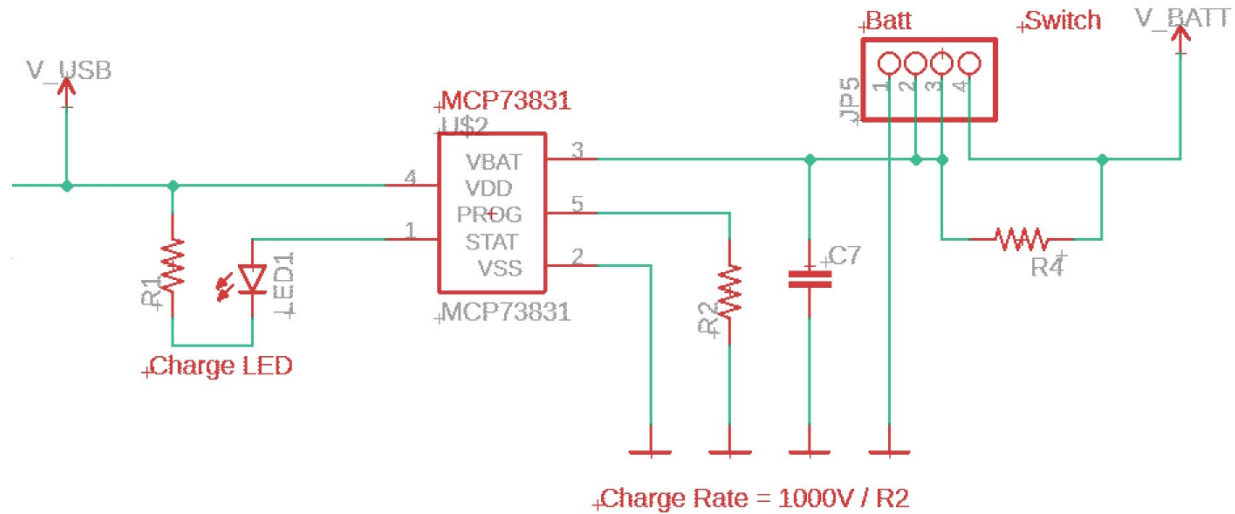 Batt
Switch
V_BATT
V_USB
MCP73831
U$2
JP5
1
2
3
4
VBAT
3
4
VDD
PROG
5
1
STAT
VSS
2
C7
R1
LED1
R2
R4
MCP73831
Charge LED
Charge Rate = 1000V / R2